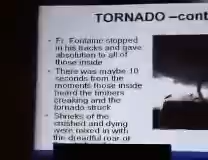 TORNADO –cont
- Fr. Fontaine stopped
in his tracks and gave
absolution to all of
those inside
- There was maybe 10
seconds from the
moments those inside
heard the timbers
creaking and the
tornado struck
- Shrieks of the
crushed and dying
were mixed in with
the dreadful roar of